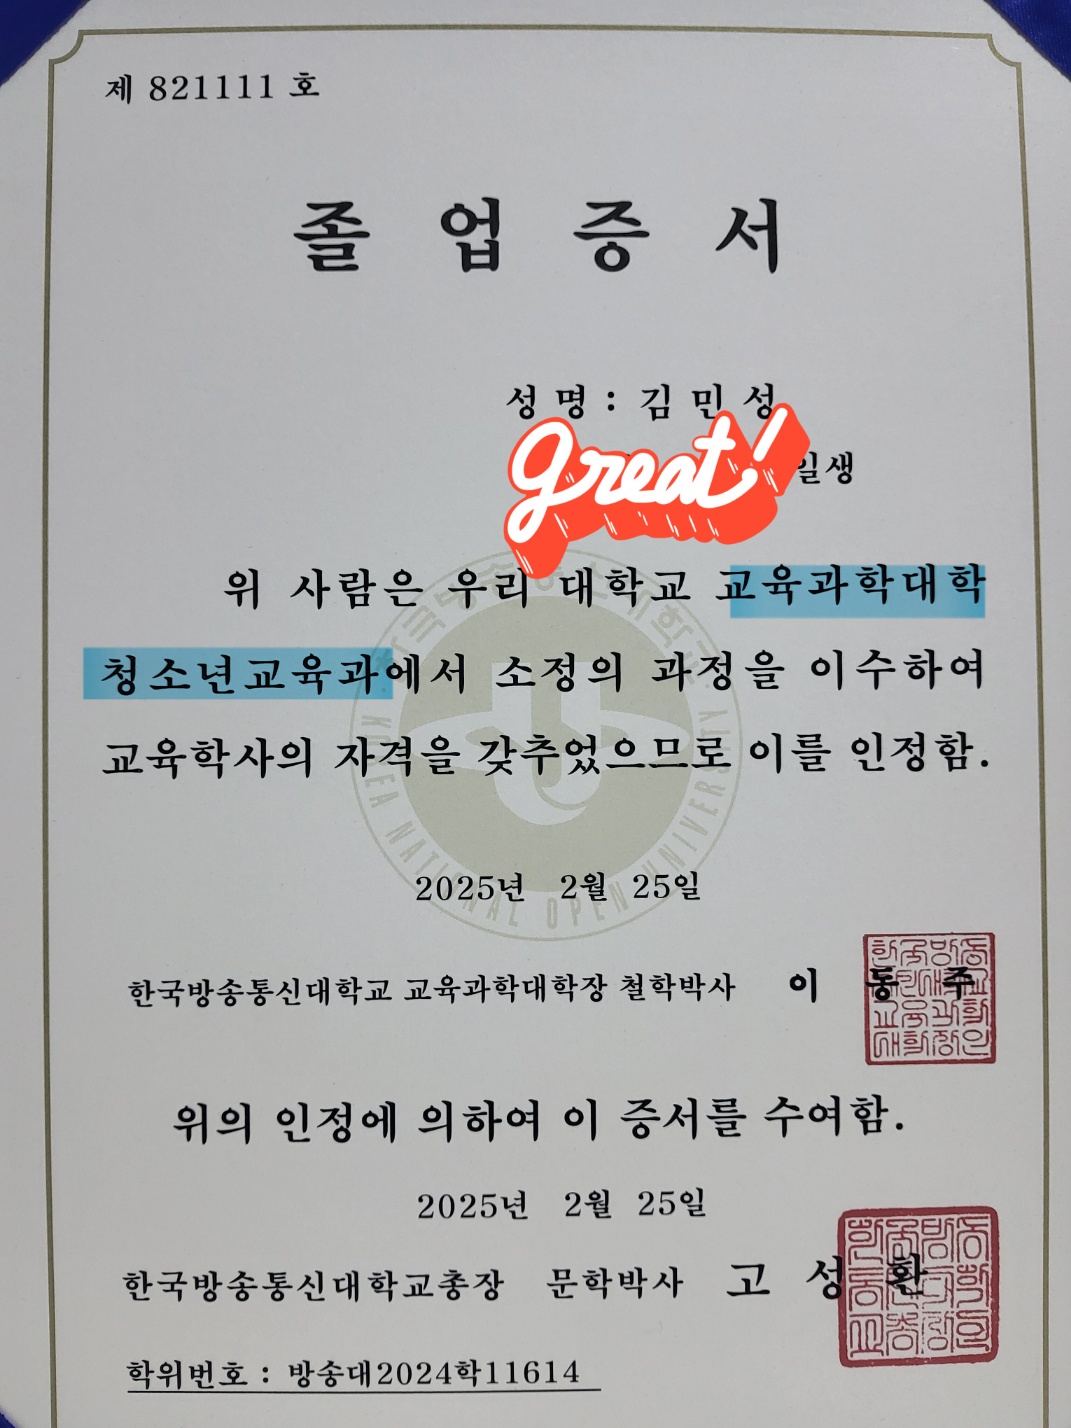 제 821111 호
졸 업 증 서
성 명 : 김 민 성
great!
일생
위 사람은 우리 대학교 교육과학대학
청소년교육과에서 소정의 과정을 이수하여
교육학사의 자격을 갖추었으므로 이를 인정함.
KOREA NATIONAL OPEN UNIVERSITY
2025년 2월 25일
한국방송통신대학교 교육과학대학장 철학박사 이 동 주
위의 인정에 의하여 이 증서를 수여함.
2025년 2월 25일
한국방송통신대학교총장 문학박사 고 성 환
학위번호 : 방송대2024학11614